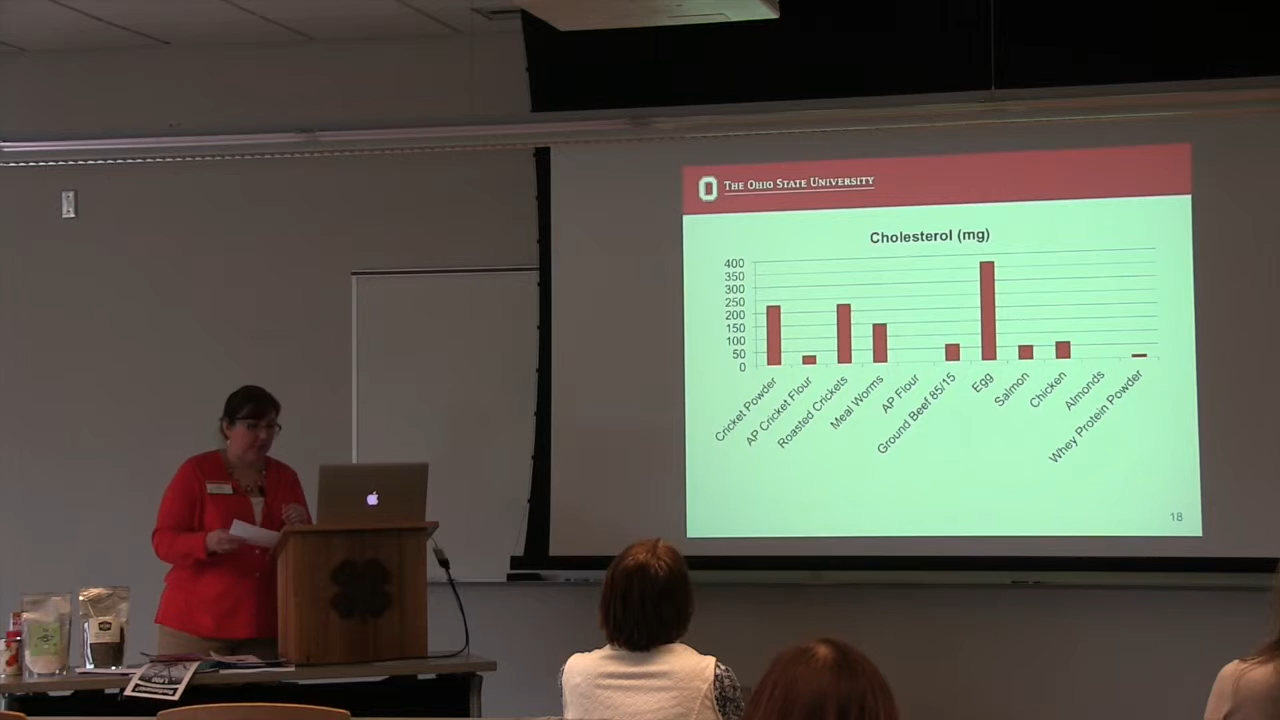 THE OHIO STATE UNIVERSITY
Cholesterol (mg)
400
350
300
250
200
150
100
50
0
Cricket Powder
AP Cricket Flour
Roasted Crickets
Meal Worms
AP Flour
Ground Beef 85/15
Egg
Salmon
Chicken
Almonds
Whey Protein Powder
18